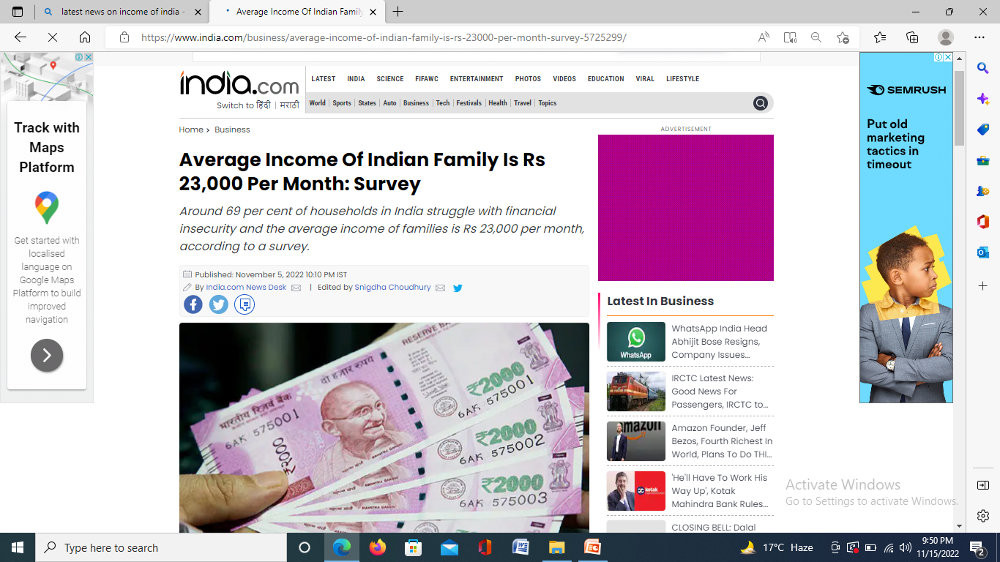 latest news on income of india -
Average Income Of Indian Family
https://www.india.com/business/average-income-of-indian-family-is-rs-23000-per-month-survey-5725299/
Track with
Maps
Platform
Get started with
localised
language on
Google Maps
Platform to build
improved
navigation
india.com
Switch to हिंदी | मराठी
LATEST INDIA SCIENCE FIFAWC ENTERTAINMENT PHOTOS VIDEOS EDUCATION VIRAL LIFESTYLE
World | Sports | States | Auto | Business | Tech | Festivals | Health | Travel | Topics
Home > Business
Average Income Of Indian Family Is Rs
23,000 Per Month: Survey
Around 69 per cent of households in India struggle with financial
insecurity and the average income of families is Rs 23,000 per month,
according to a survey.
Published: November 5, 2022 10:10 PM IST
By India.com News Desk | Edited by Snigdha Choudhury
RESERVE BA
दो हज़ार रुपये
भारतीय रिज़र्व बैंक
6AK 575001
₹2000
₹2000
6AK 575001
₹2000
6AK 575002
₹2000
6AK 575003
ADVERTISEMENT
Latest In Business
WhatsApp
WhatsApp India Head
Abhijit Bose Resigns,
Company Issues...
IRCTC Latest News:
Good News For
Passengers, IRCTC to...
amazon
Amazon Founder, Jeff
Bezos, Fourth Richest In
World, Plans To Do THI...
kotak
'He'll Have To Work His
Way Up', Kotak
Mahindra Bank Rules...
CLOSING BELL: Dalal
SEMRUSH
Put old
marketing
tactics in
timeout
Activate Windows
Go to Settings to activate Windows.
Type here to search
17°C Haze
9:50 PM
11/15/2022
2